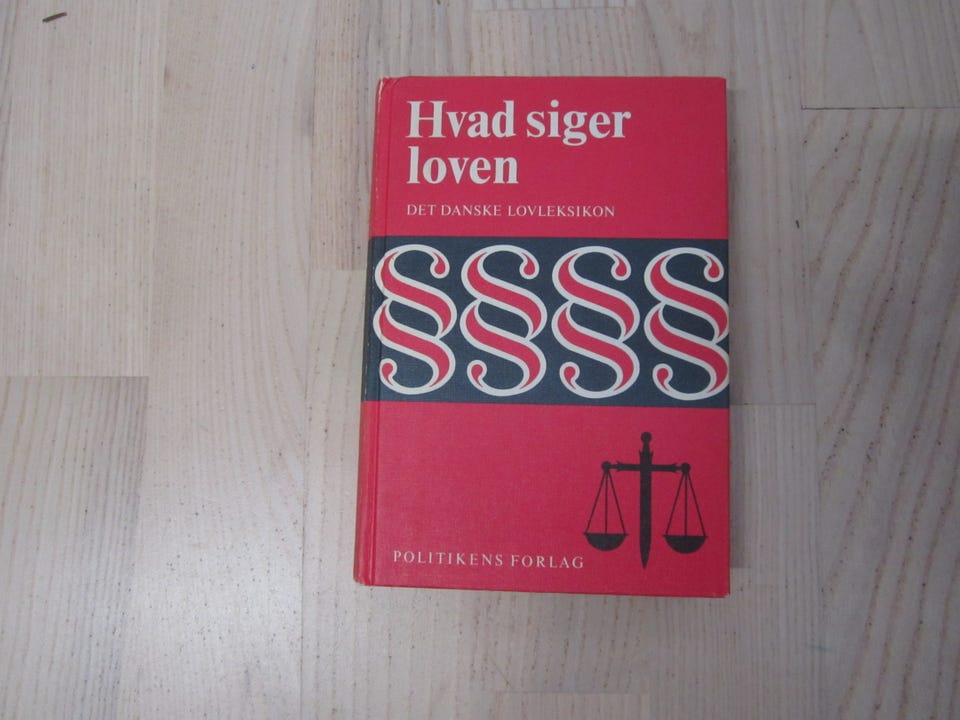 Hvad siger
loven
DET DANSKE LOVLEKSIKON
§§§§
POLITIKENS FORLAG